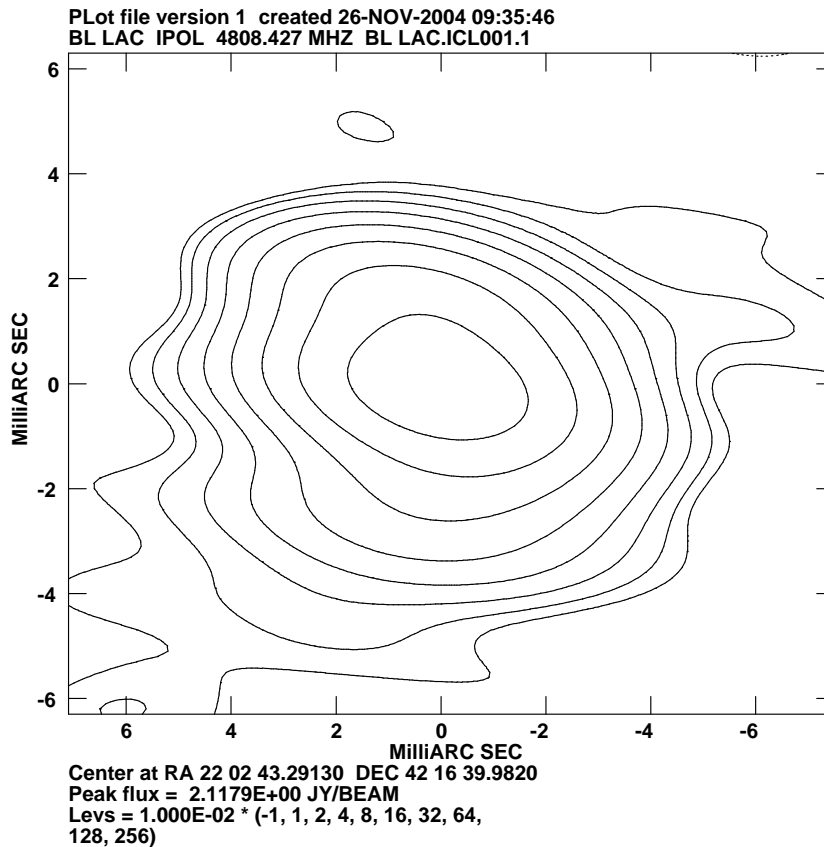 PLot file version 1 created 26-NOV-2004 09:35:46
BL LAC IPOL 4808.427 MHZ BL LAC.ICL001.1
6
4
2
0
-2
-4
-6
MilliARC SEC
6 4 2 0 -2 -4 -6
MilliARC SEC
Center at RA 22 02 43.29130 DEC 42 16 39.9820
Peak flux = 2.1179E+00 JY/BEAM
Levs = 1.000E-02 * (-1, 1, 2, 4, 8, 16, 32, 64,
128, 256)